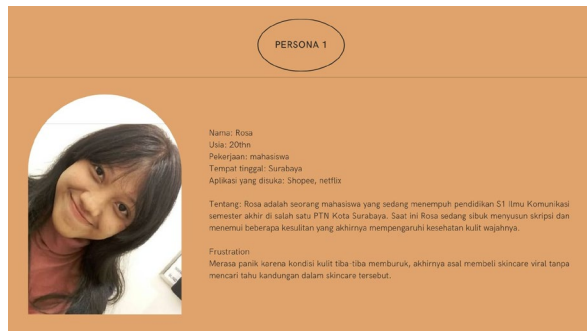 PERSONA 1
Nama: Rosa
Usia: 20thn
Pekerjaan: mahasiswa
Tempat tinggal: Surabaya
Aplikasi yang disuka: Shopee, netflix
Tentang: Rosa adalah seorang mahasiswa yang sedang menempuh pendidikan S1 Ilmu Komunikasi
semester akhir di salah satu PTN Kota Surabaya. Saat ini Rosa sedang sibuk menyusun skripsi dan
menemui beberapa kesulitan yang akhirnya mempengaruhi kesehatan kulit wajahnya.
Frustration
Merasa panik karena kondisi kulit tiba-tiba memburuk, akhirnya asal membeli skincare viral tanpa
mencari tahu kandungan dalam skincare tersebut.